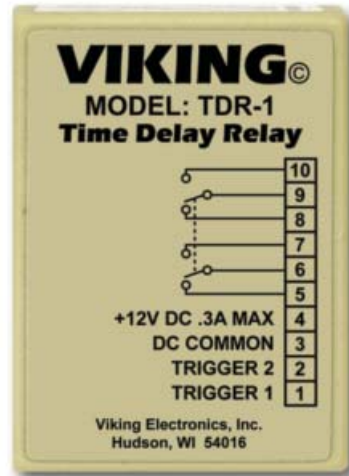 VIKING©
MODEL: TDR-1
Time Delay Relay
10
9
8
7
6
5
+12V DC .3A MAX 4
DC COMMON 3
TRIGGER 2 2
TRIGGER 1 1
Viking Electronics, Inc.
Hudson, WI 54016